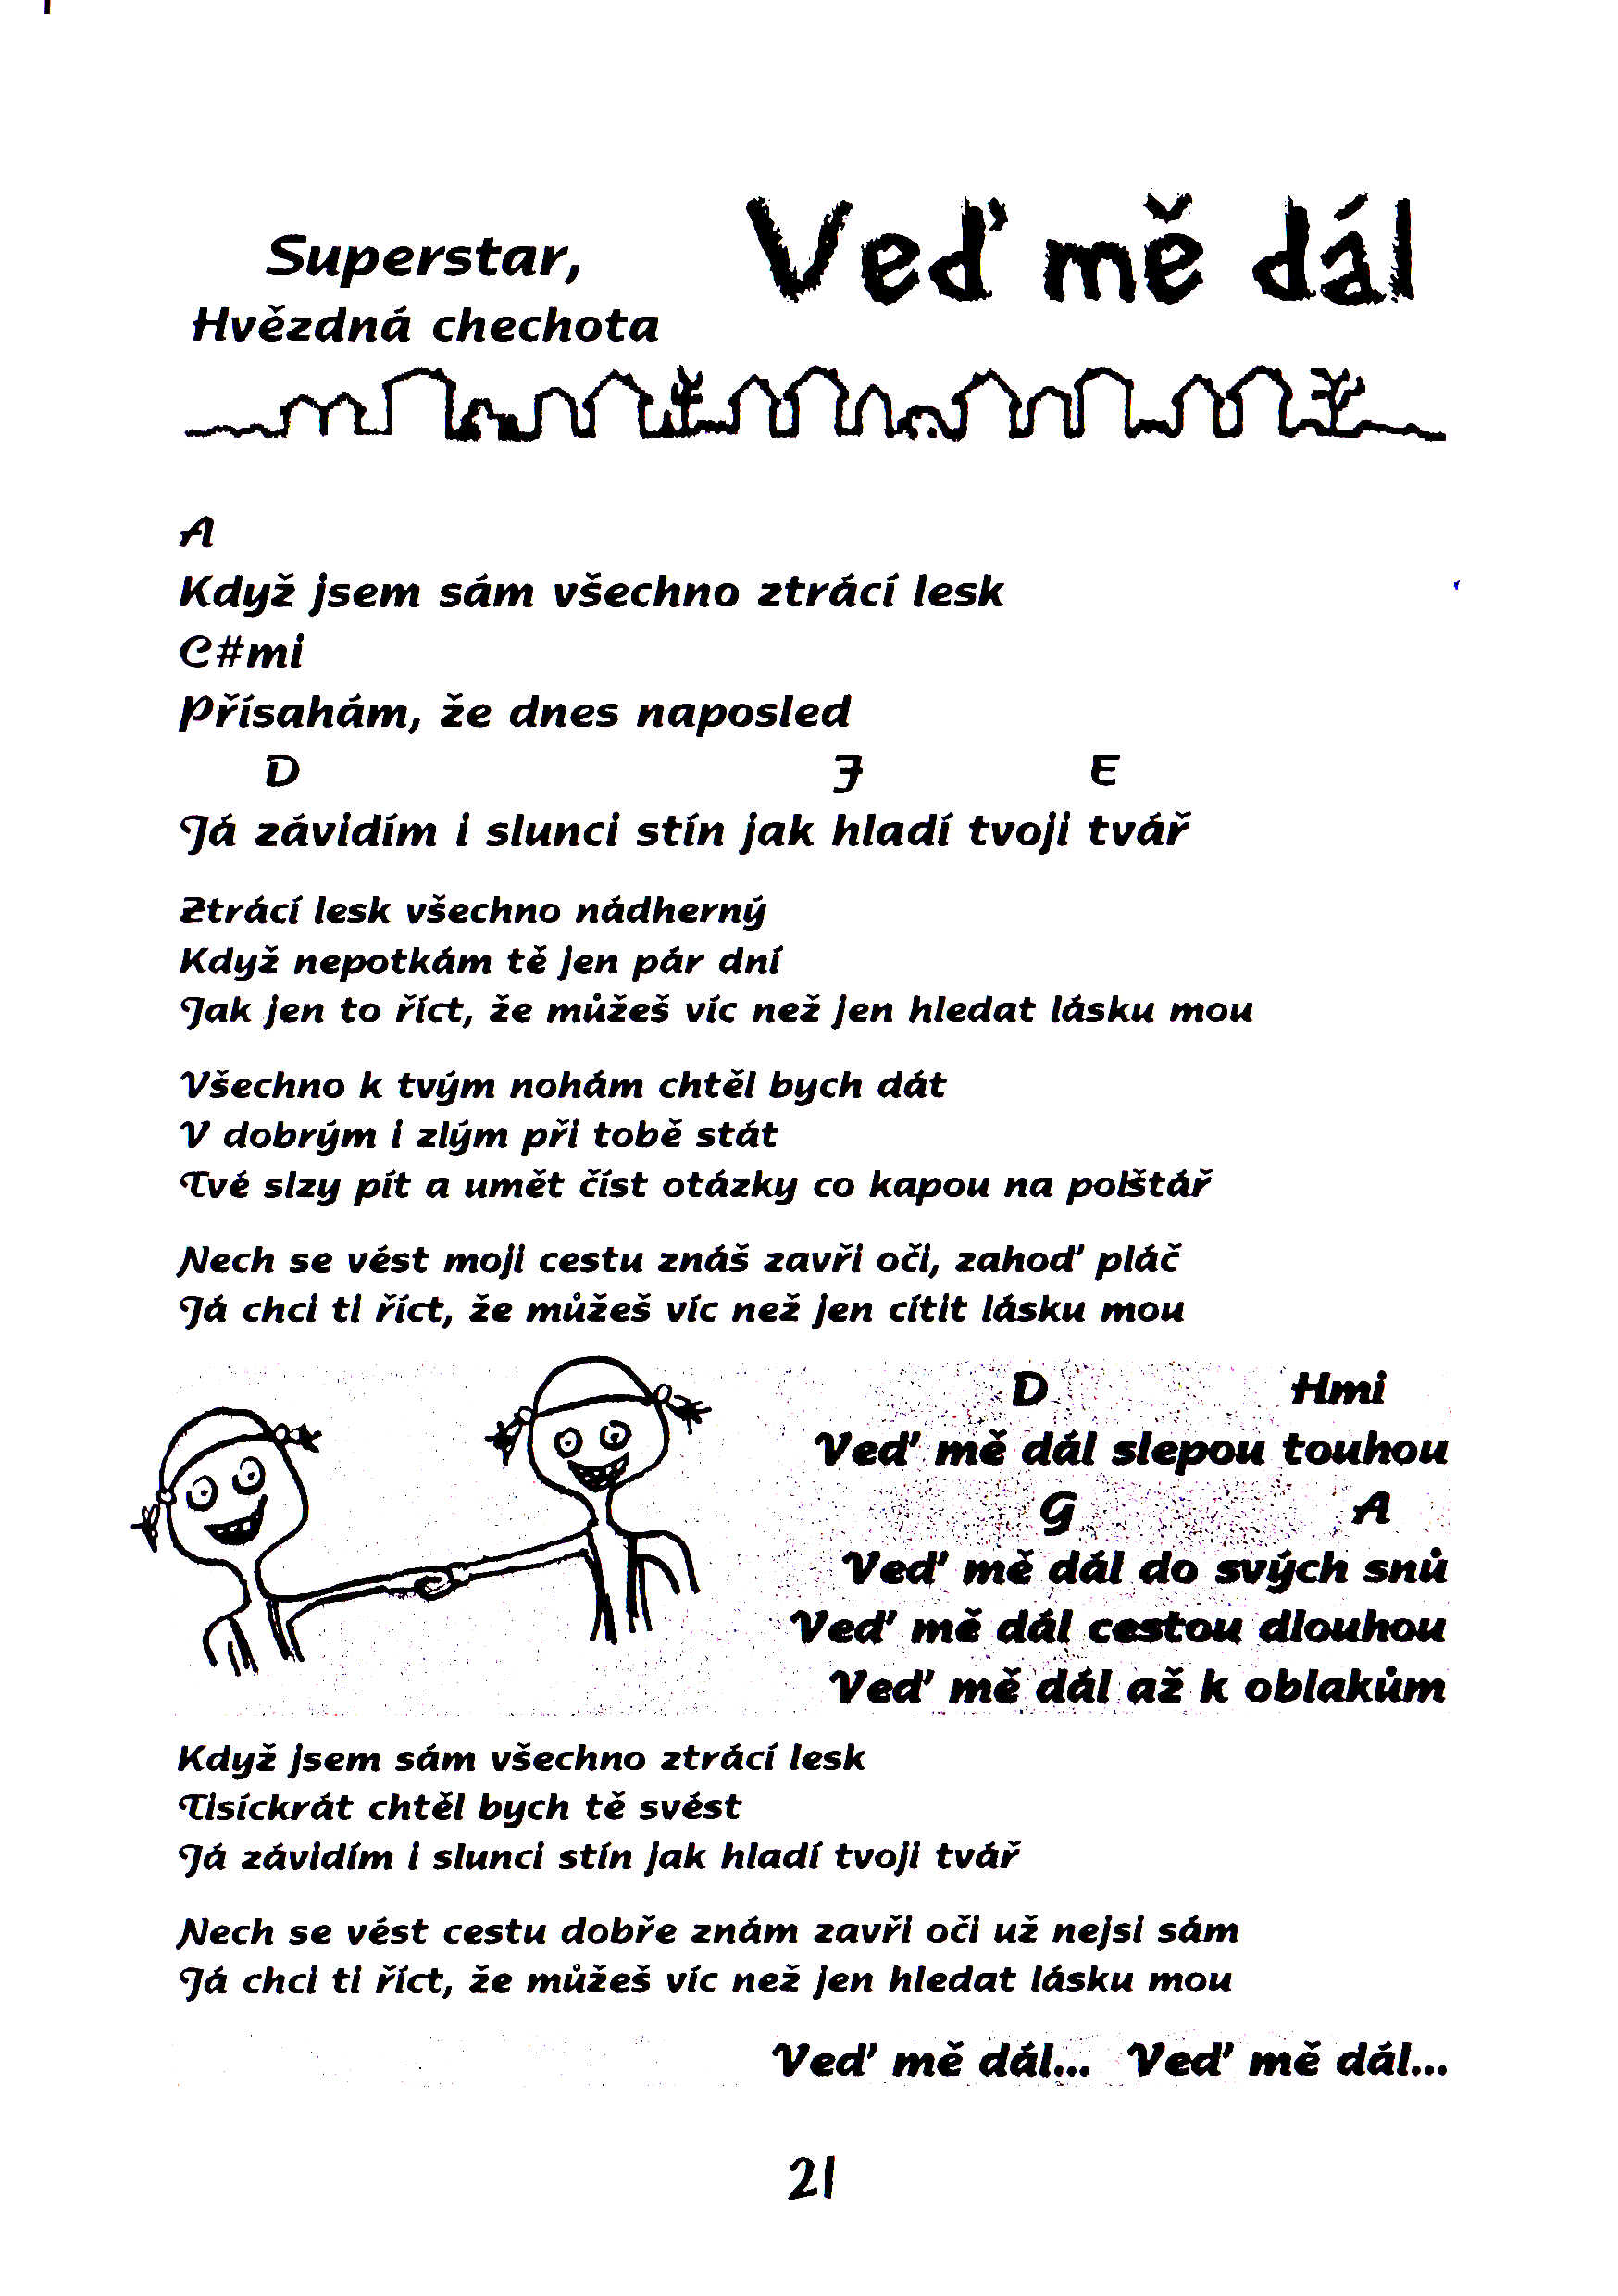 Superstar,
Hvězdná chechota
Veď mě dál
A
Když jsem sám všechno ztrácí lesk
C#mi
Přísahám, že dnes naposled
D F E
Já závidím i slunci stín jak hladí tvoji tvář
Ztrácí lesk všechno nádherný
Když nepotkám tě jen pár dní
Jak jen to říct, že můžeš víc než jen hledat lásku mou
Všechno k tvým nohám chtěl bych dát
V dobrým i zlým při tobě stát
Tvé slzy pít a umět číst otázky co kapou na polštář
Nech se vést moji cestu znáš zavři oči, zahoď pláč
Já chci ti říct, že můžeš víc než jen cítit lásku mou
D Hmi
Veď mě dál slepou touhou
G A
Veď mě dál do svých snů
Veď mě dál cestou dlouhou
Veď mě dál až k oblakům
Když jsem sám všechno ztrácí lesk
Tisíckrát chtěl bych tě svést
Já závidím i slunci stín jak hladí tvoji tvář
Nech se vést cestu dobře znám zavři oči už nejsi sám
Já chci ti říct, že můžeš víc než jen hledat lásku mou
Veď mě dál... Veď mě dál...
21